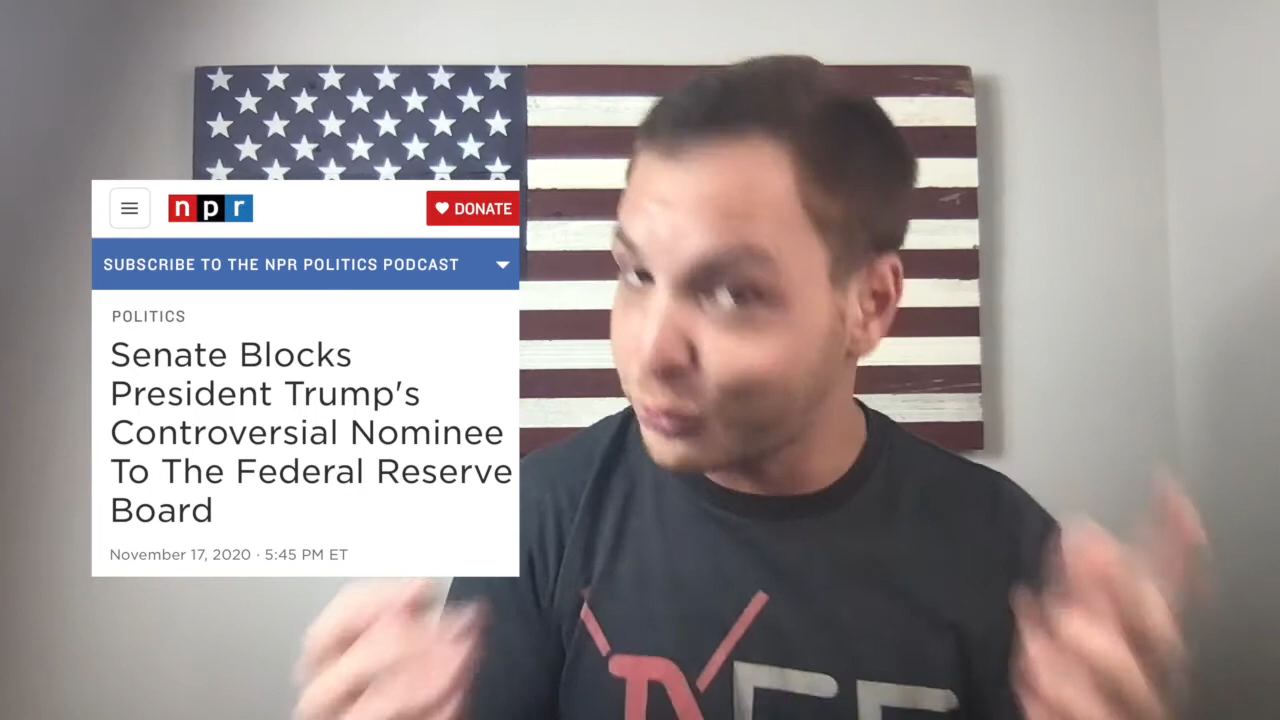 npr
DONATE
SUBSCRIBE TO THE NPR POLITICS PODCAST
POLITICS
Senate Blocks
President Trump's
Controversial Nominee
To The Federal Reserve
Board
November 17, 2020 · 5:45 PM ET